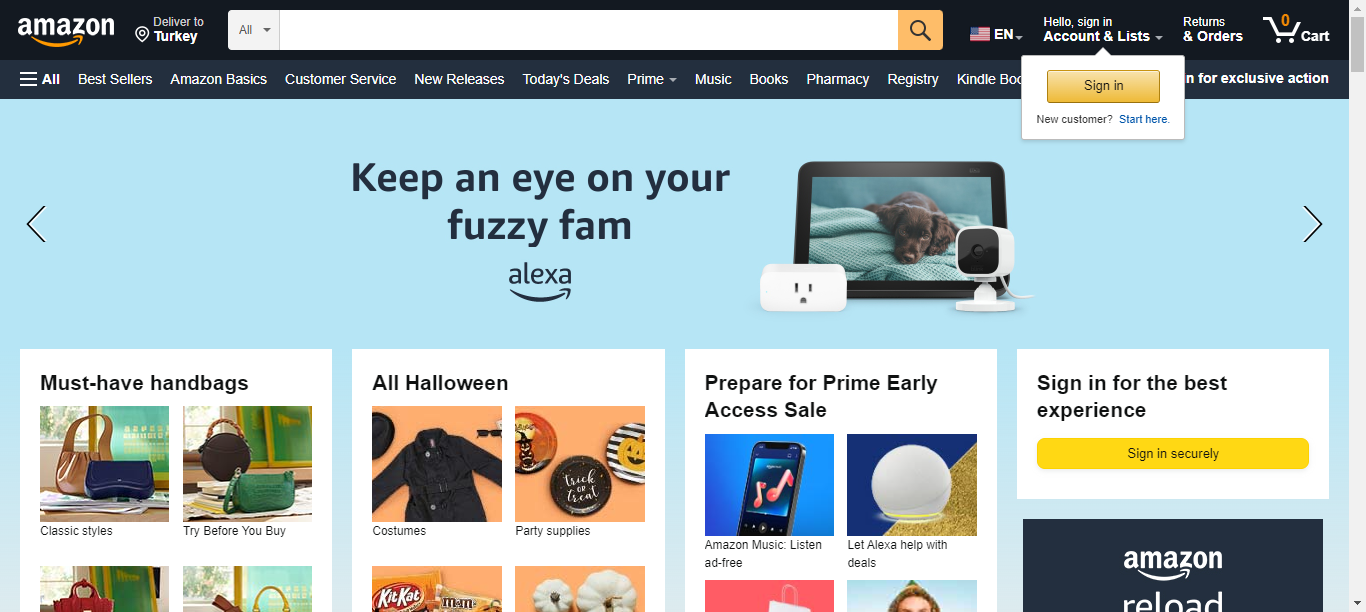 amazon
Deliver to
Turkey
All
EN
Hello, sign in
Account & Lists
Returns
& Orders
0
Cart
All
Best Sellers
Amazon Basics
Customer Service
New Releases
Today's Deals
Prime
Music
Books
Pharmacy
Registry
Kindle Boo
n for exclusive action
Sign in
New customer? Start here.
Keep an eye on your
fuzzy fam
alexa
Must-have handbags
Classic styles
Try Before You Buy
All Halloween
Trick
or
treat
Costumes
Party supplies
KitKat
m&m's
Prepare for Prime Early
Access Sale
Amazon Music: Listen
ad-free
Let Alexa help with
deals
Sign in for the best
experience
Sign in securely
amazon
reload